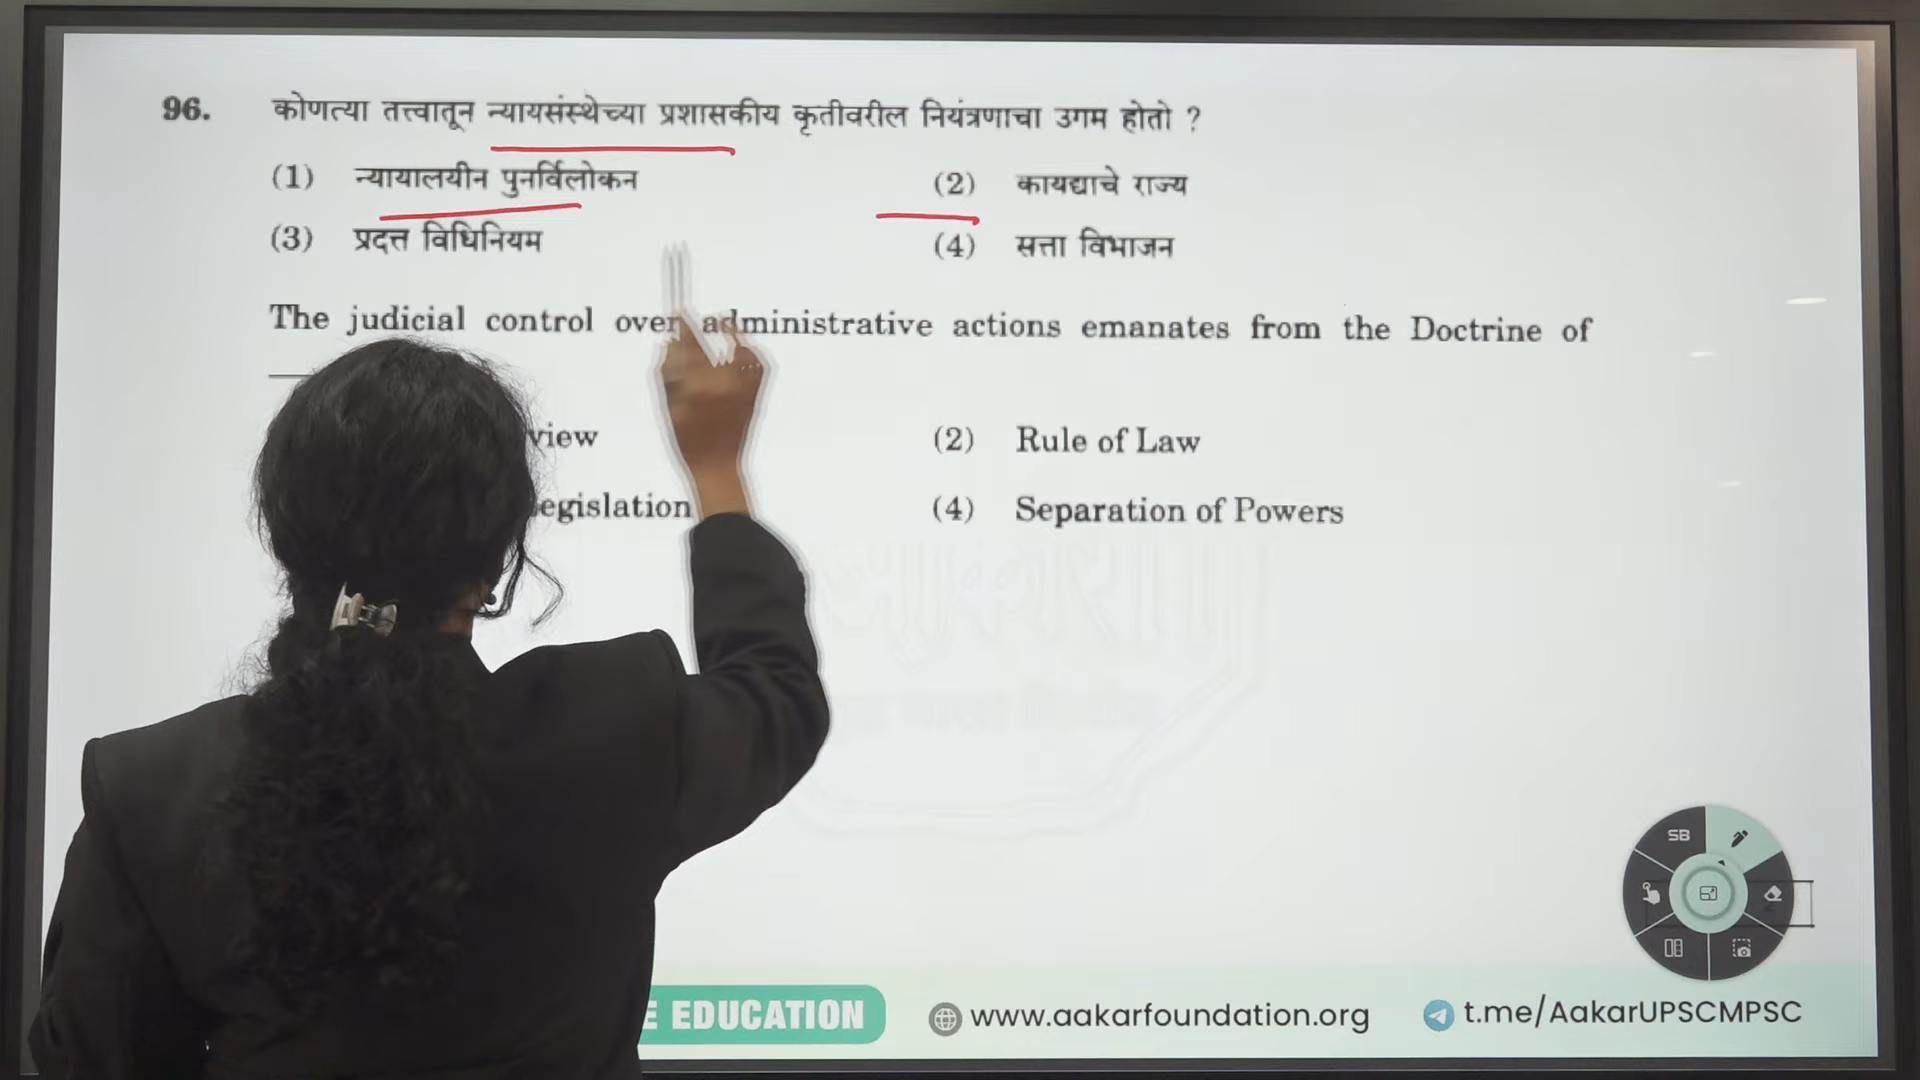 96. कोणत्या तत्त्वातून न्यायसंस्थेच्या प्रशासकीय कृतीवरील नियंत्रणाचा उगम होतो ?
(1) न्यायालयीन पुनर्विलोकन (2) कायद्याचे राज्य
(3) प्रदत्त विधिनियम (4) सत्ता विभाजन
The judicial control over administrative actions emanates from the Doctrine of
view (2) Rule of Law
egislation (4) Separation of Powers
SB
E EDUCATION www.aakarfoundation.org t.me/AakarUPSCMPSC